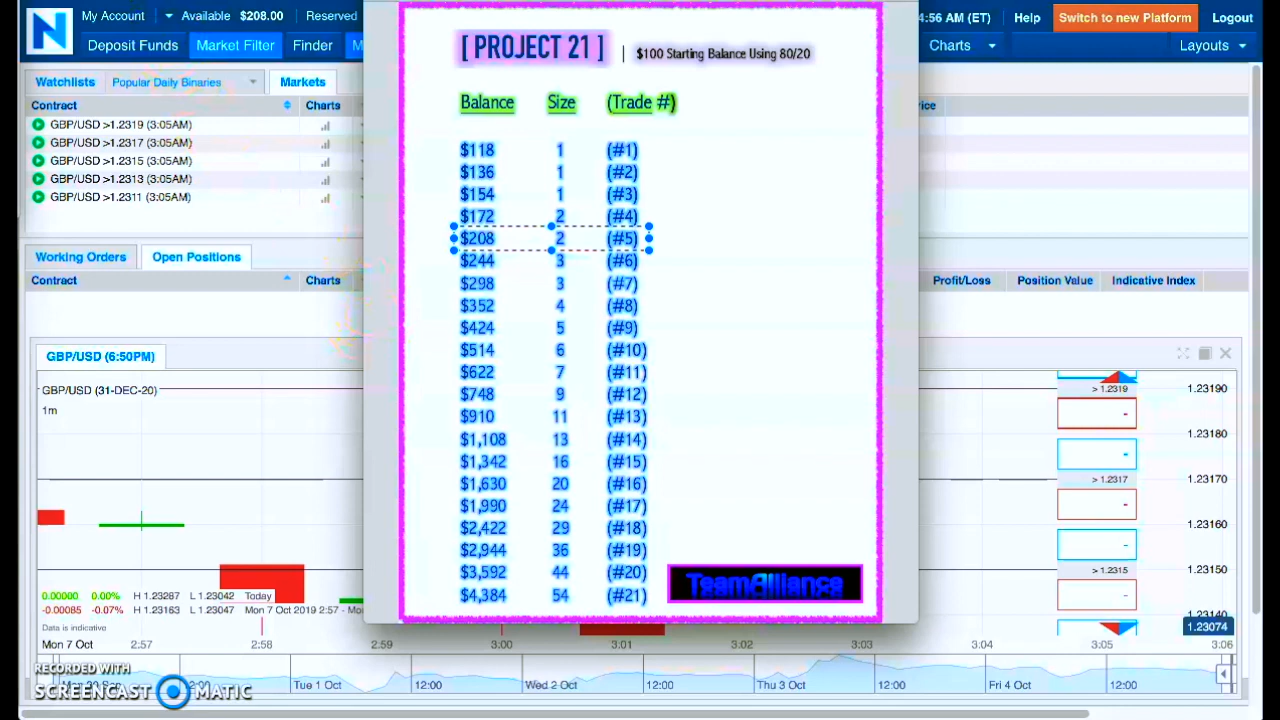 My Account
Available $208.00
Reserved
4:56 AM (ET)
Help
Switch to new Platform
Logout
Deposit Funds
Market Filter
Finder
Charts
Layouts
Watchlists
Popular Daily Binaries
Markets
Contract
Charts
GBP/USD >1.2319 (3:05AM)
GBP/USD >1.2317 (3:05AM)
GBP/USD >1.2315 (3:05AM)
GBP/USD >1.2313 (3:05AM)
GBP/USD >1.2311 (3:05AM)
Working Orders
Open Positions
Contract
Charts
Profit/Loss
Position Value
Indicative Index
[ PROJECT 21 ] | $100 Starting Balance Using 80/20
Balance Size (Trade #)
$118 1 (#1)
$136 1 (#2)
$154 1 (#3)
$172 2 (#4)
$208 2 (#5)
$244 3 (#6)
$298 3 (#7)
$352 4 (#8)
$424 5 (#9)
$514 6 (#10)
$622 7 (#11)
$748 9 (#12)
$910 11 (#13)
$1,108 13 (#14)
$1,342 16 (#15)
$1,630 20 (#16)
$1,990 24 (#17)
$2,422 29 (#18)
$2,944 36 (#19)
$3,592 44 (#20)
$4,384 54 (#21)
TeamAlliance
GBP/USD (6:50PM)
GBP/USD (31-DEC-20)
1m
> 1.2319
> 1.2317
> 1.2315
1.23190
1.23180
1.23170
1.23160
1.23150
1.23140
1.23074
0.00000 0.00% H 1.23287 L 1.23042 Today
-0.00085 -0.07% H 1.23163 L 1.23047 Mon 7 Oct 2019 2:57 - Mo
Data is indicative
Mon 7 Oct 2:57 2:58 2:59 3:00 3:01 3:02 3:03 3:04 3:05 3:06
12:00 Tue 1 Oct 12:00 Wed 2 Oct 12:00 Thu 3 Oct 12:00 Fri 4 Oct 12:00
RECORDED WITH
SCREENCAST MATIC